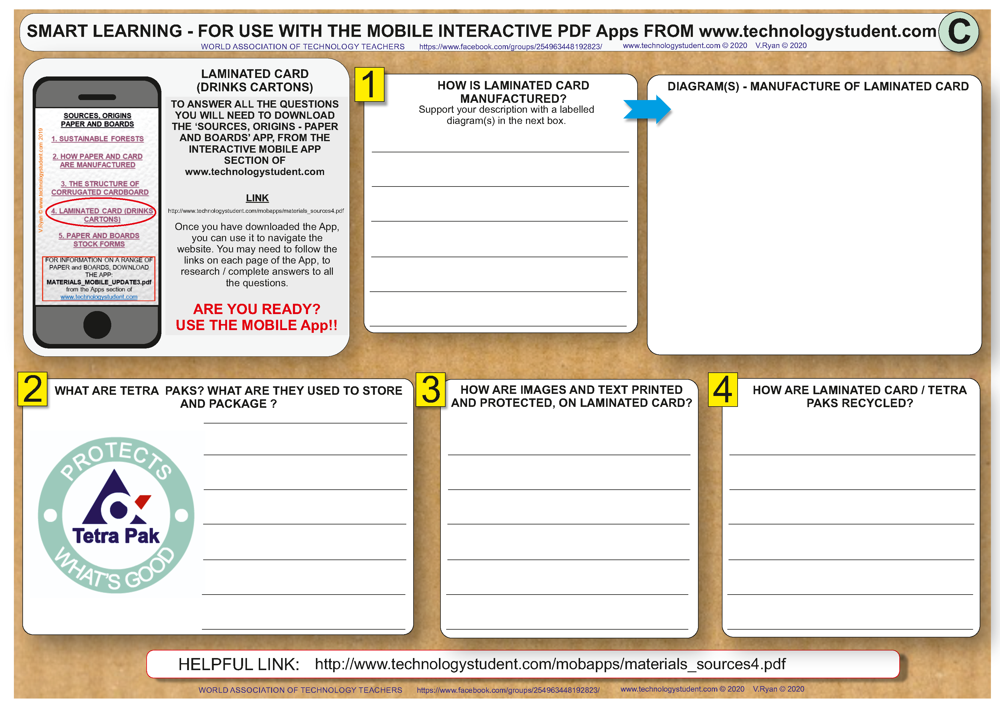 SMART LEARNING - FOR USE WITH THE MOBILE INTERACTIVE PDF Apps FROM www.technologystudent.com
C
WORLD ASSOCIATION OF TECHNOLOGY TEACHERS https://www.facebook.com/groups/254963448192823/ www.technologystudent.com © 2020 V.Ryan © 2020
SOURCES, ORIGINS
PAPER AND BOARDS
1. SUSTAINABLE FORESTS
2. HOW PAPER AND CARD
ARE MANUFACTURED
3. THE STRUCTURE OF
CORRUGATED CARDBOARD
4. LAMINATED CARD (DRINKS
CARTONS)
5. PAPER AND BOARDS
STOCK FORMS
FOR INFORMATION ON A RANGE OF
PAPER and BOARDS, DOWNLOAD
THE APP:
MATERIALS_MOBILE_UPDATE3.pdf
from the Apps section of
www.technologystudent.com
V.Ryan © www.technologystudent.com 2019
LAMINATED CARD
(DRINKS CARTONS)
TO ANSWER ALL THE QUESTIONS
YOU WILL NEED TO DOWNLOAD
THE ‘SOURCES, ORIGINS - PAPER
AND BOARDS’ APP, FROM THE
INTERACTIVE MOBILE APP
SECTION OF
www.technologystudent.com
LINK
http://www.technologystudent.com/mobapps/materials_sources4.pdf
Once you have downloaded the App,
you can use it to navigate the
website. You may need to follow the
links on each page of the App, to
research / complete answers to all
the questions.
ARE YOU READY?
USE THE MOBILE App!!
1
HOW IS LAMINATED CARD
MANUFACTURED?
Support your description with a labelled
diagram(s) in the next box.
DIAGRAM(S) - MANUFACTURE OF LAMINATED CARD
2
WHAT ARE TETRA PAKS? WHAT ARE THEY USED TO STORE
AND PACKAGE ?
PROTECTS
Tetra Pak
WHAT'S GOOD
3
HOW ARE IMAGES AND TEXT PRINTED
AND PROTECTED, ON LAMINATED CARD?
4
HOW ARE LAMINATED CARD / TETRA
PAKS RECYCLED?
HELPFUL LINK: http://www.technologystudent.com/mobapps/materials_sources4.pdf
WORLD ASSOCIATION OF TECHNOLOGY TEACHERS https://www.facebook.com/groups/254963448192823/ www.technologystudent.com © 2020 V.Ryan © 2020